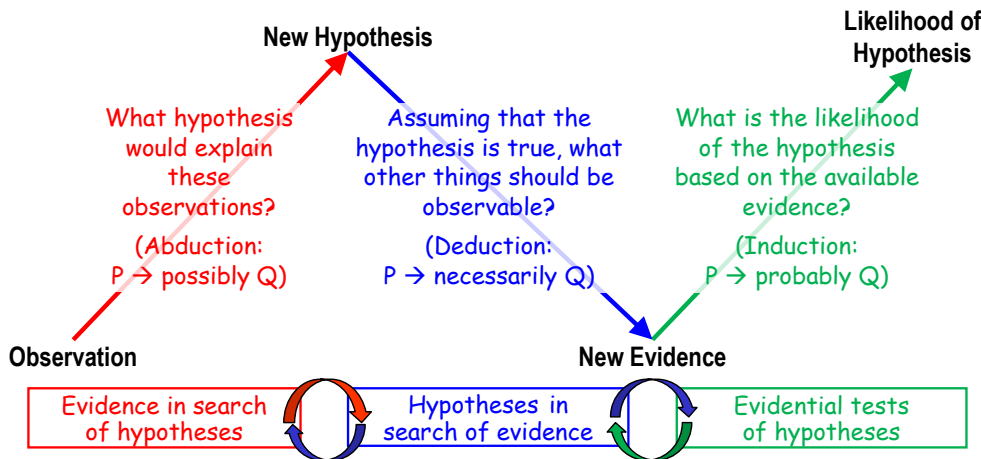 New Hypothesis
Likelihood of
Hypothesis
What hypothesis
would explain
these
observations?
(Abduction:
P → possibly Q)
Assuming that the
hypothesis is true, what
other things should be
observable?
(Deduction:
P → necessarily Q)
What is the likelihood
of the hypothesis
based on the available
evidence?
(Induction:
P → probably Q)
Observation
New Evidence
Evidence in search
of hypotheses
Hypotheses in
search of evidence
Evidential tests
of hypotheses